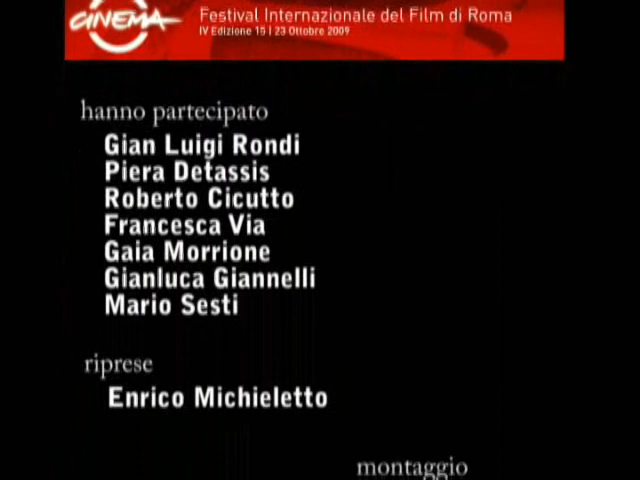 CINEMA
Festival Internazionale del Film di Roma
IV Edizione 15 | 23 Ottobre 2009
hanno partecipato
Gian Luigi Rondi
Piera Detassis
Roberto Cicutto
Francesca Via
Gaia Morrione
Gianluca Giannelli
Mario Sesti
riprese
Enrico Michieletto
montaggio